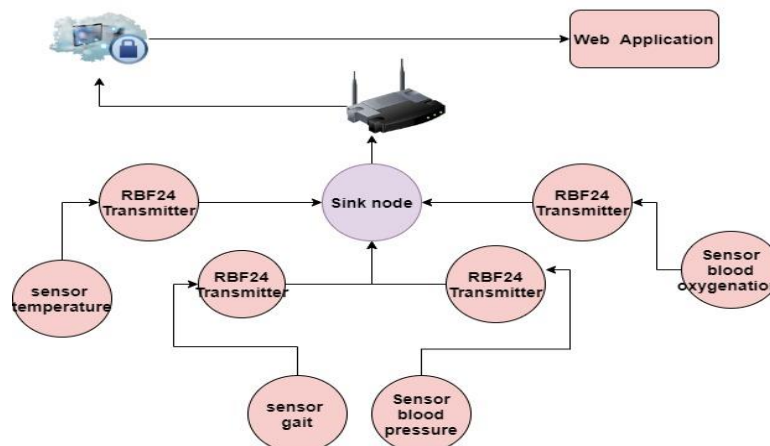 Web Application
RBF24
Transmitter
Sink node
RBF24
Transmitter
RBF24
Transmitter
RBF24
Transmitter
sensor
temperature
Sensor
blood
oxygenation
sensor
gait
Sensor
blood
pressure